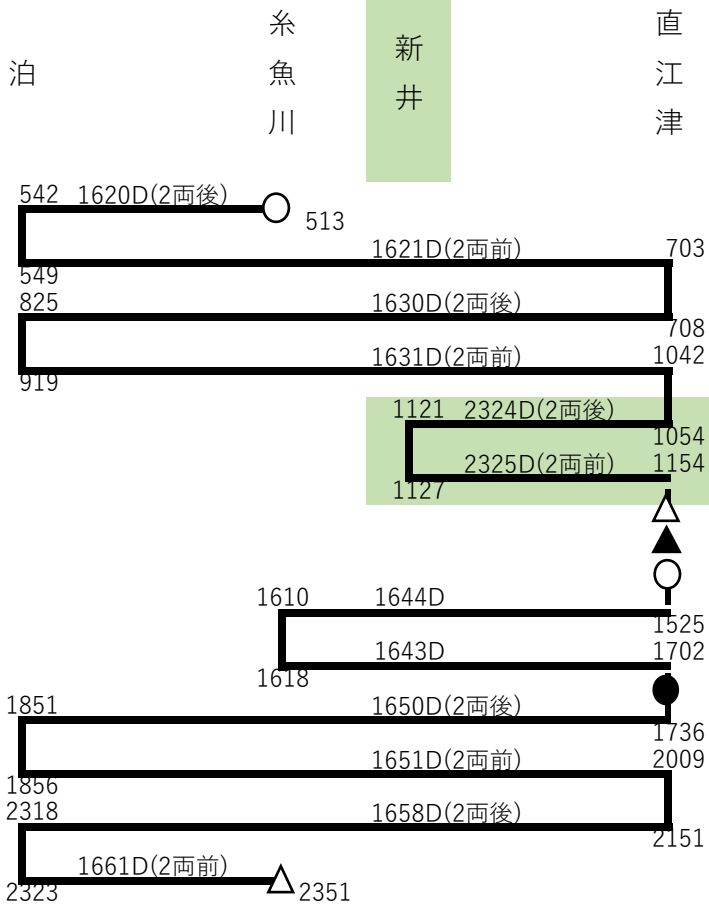 泊
糸魚川
新井
直江津
542 1620D(2両後)
513
1621D(2両前) 703
549
825 1630D(2両後)
708
1631D(2両前) 1042
919
1121 2324D(2両後)
1054
2325D(2両前) 1154
1127
1610 1644D
1525
1643D 1702
1618
1851 1650D(2両後)
1736
1651D(2両前) 2009
1856
2318 1658D(2両後)
2151
1661D(2両前)
2323 2351